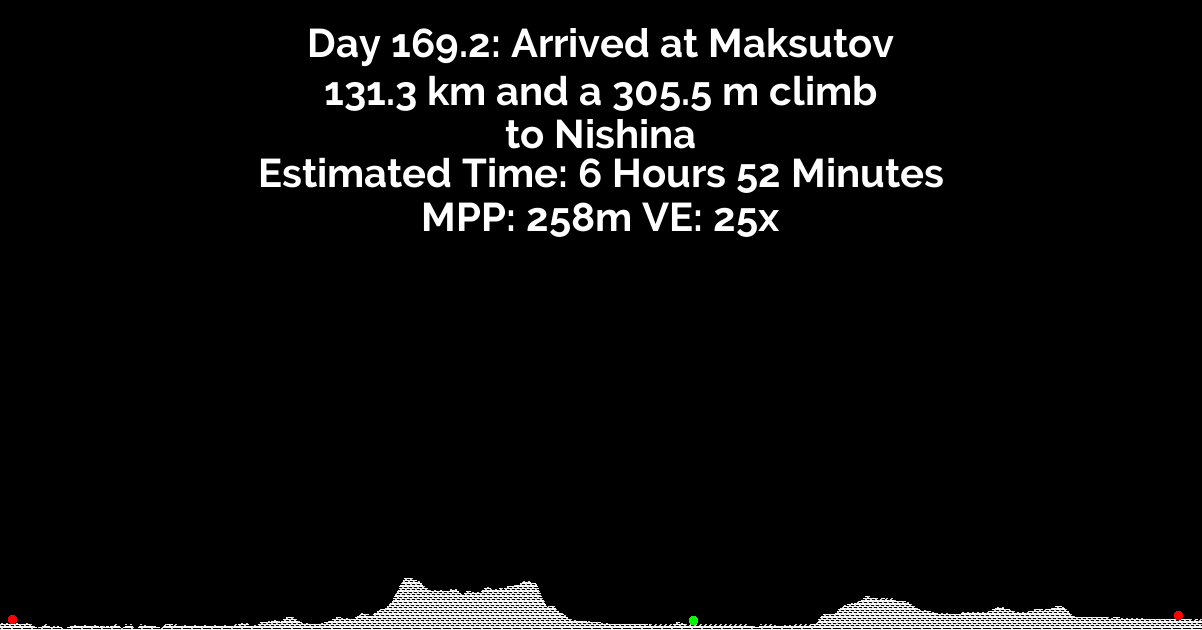 Day 169.2: Arrived at Maksutov
131.3 km and a 305.5 m climb
to Nishina
Estimated Time: 6 Hours 52 Minutes
MPP: 258m VE: 25x